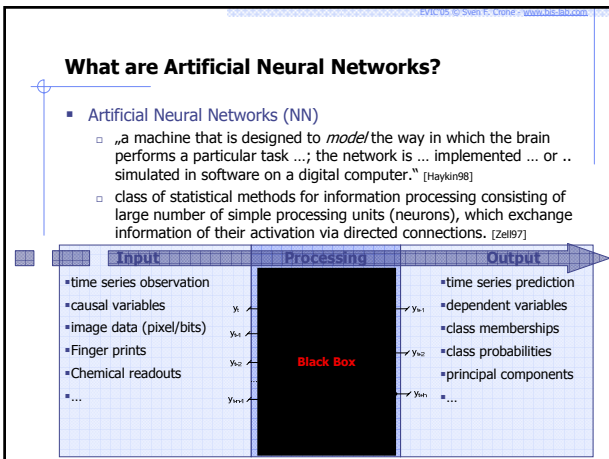 EVIC'05 © Sven F. Crone - www.bis-lab.com
What are Artificial Neural Networks?
▪ Artificial Neural Networks (NN)
▫ „a machine that is designed to model the way in which the brain
performs a particular task …; the network is … implemented … or ..
simulated in software on a digital computer.“ [Haykin98]
▫ class of statistical methods for information processing consisting of
large number of simple processing units (neurons), which exchange
information of their activation via directed connections. [Zell97]
Input
▪time series observation
▪causal variables
▪image data (pixel/bits)
▪Finger prints
▪Chemical readouts
▪…
Processing
Black Box
Output
▪time series prediction
▪dependent variables
▪class memberships
▪class probabilities
▪principal components
▪…